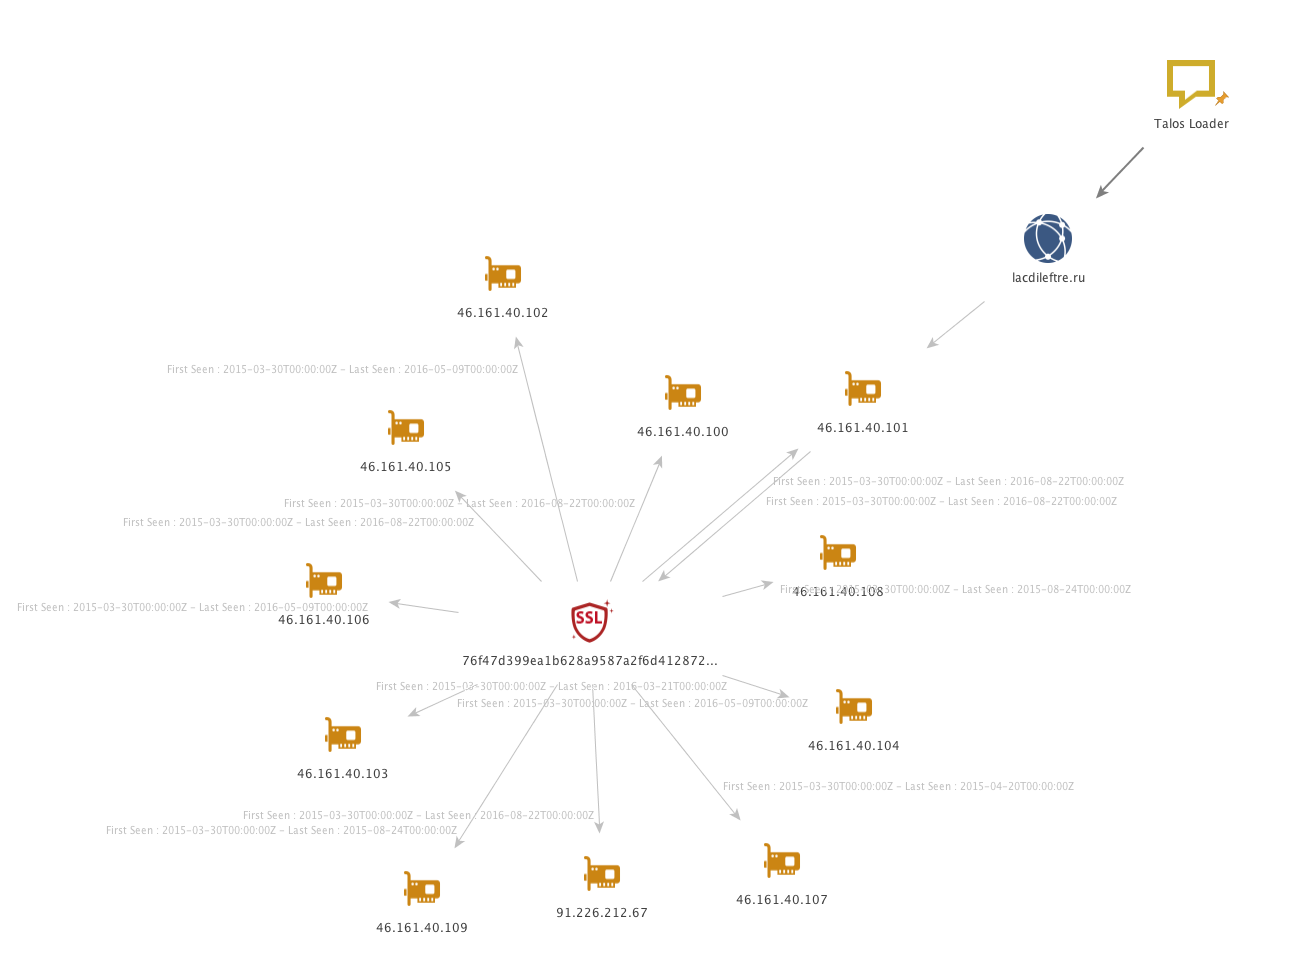 Talos Loader
lacdileftre.ru
46.161.40.102
First Seen : 2015-03-30T00:00:00Z - Last Seen : 2016-05-09T00:00:00Z
46.161.40.100
46.161.40.101
46.161.40.105
First Seen : 2015-03-30T00:00:00Z - Last Seen : 2016-08-22T00:00:00Z
First Seen : 2015-03-30T00:00:00Z - Last Seen : 2016-08-22T00:00:00Z
First Seen : 2015-03-30T00:00:00Z - Last Seen : 2016-08-22T00:00:00Z
First Seen : 2015-03-30T00:00:00Z - Last Seen : 2016-08-22T00:00:00Z
First Seen : 2015-03-30T00:00:00Z - Last Seen : 2015-08-24T00:00:00Z
46.161.40.108
First Seen : 2015-03-30T00:00:00Z - Last Seen : 2016-05-09T00:00:00Z
46.161.40.106
SSL
76f47d399ea1b628a9587a2f6d412872...
First Seen : 2015-03-30T00:00:00Z - Last Seen : 2016-03-21T00:00:00Z
First Seen : 2015-03-30T00:00:00Z - Last Seen : 2016-05-09T00:00:00Z
46.161.40.104
46.161.40.103
First Seen : 2015-03-30T00:00:00Z - Last Seen : 2015-04-20T00:00:00Z
First Seen : 2015-03-30T00:00:00Z - Last Seen : 2016-08-22T00:00:00Z
First Seen : 2015-03-30T00:00:00Z - Last Seen : 2015-08-24T00:00:00Z
46.161.40.107
91.226.212.67
46.161.40.109